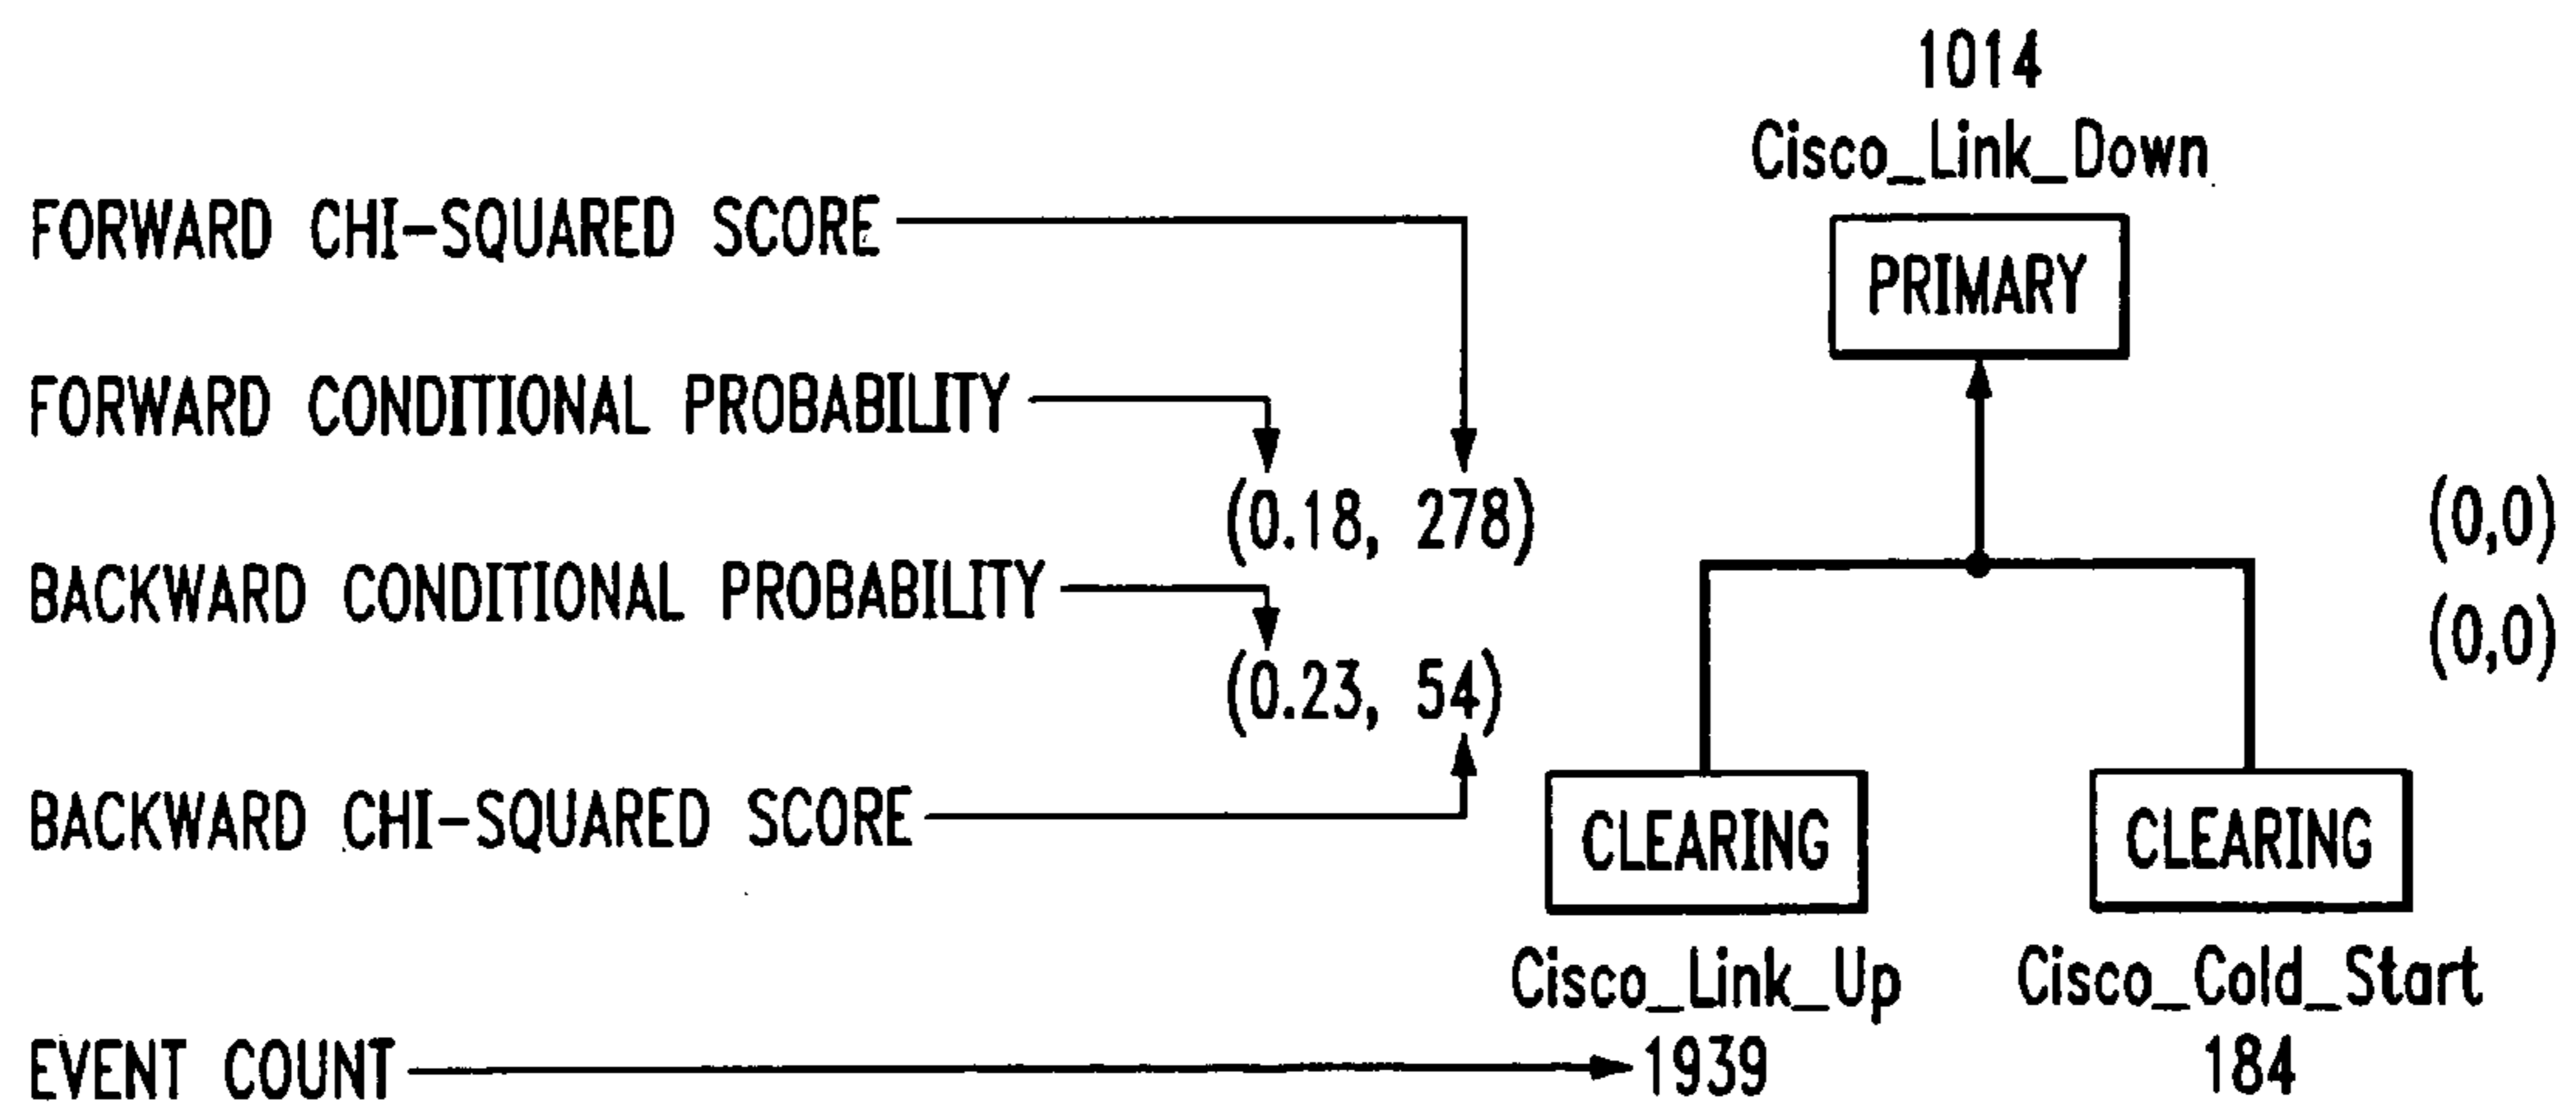 1014
Cisco_Link_Down
FORWARD CHI-SQUARED SCORE
PRIMARY
FORWARD CONDITIONAL PROBABILITY
(0.18, 278)
(0,0)
BACKWARD CONDITIONAL PROBABILITY
(0,0)
(0.23, 54)
BACKWARD CHI-SQUARED SCORE
CLEARING
CLEARING
Cisco_Link_Up
Cisco_Cold_Start
EVENT COUNT
1939
184